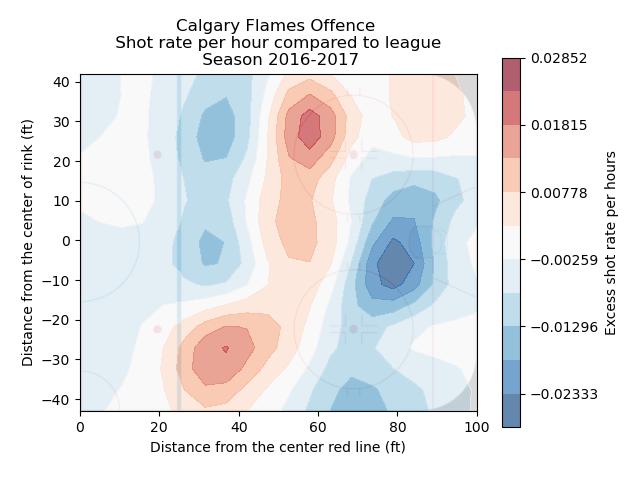 Calgary Flames Offence
Shot rate per hour compared to league
Season 2016-2017
40
30
20
10
0
−10
−20
−30
−40
Distance from the center of rink (ft)
0 20 40 60 80 100
Distance from the center red line (ft)
0.02852
0.01815
0.00778
−0.00259
−0.01296
−0.02333
Excess shot rate per hours